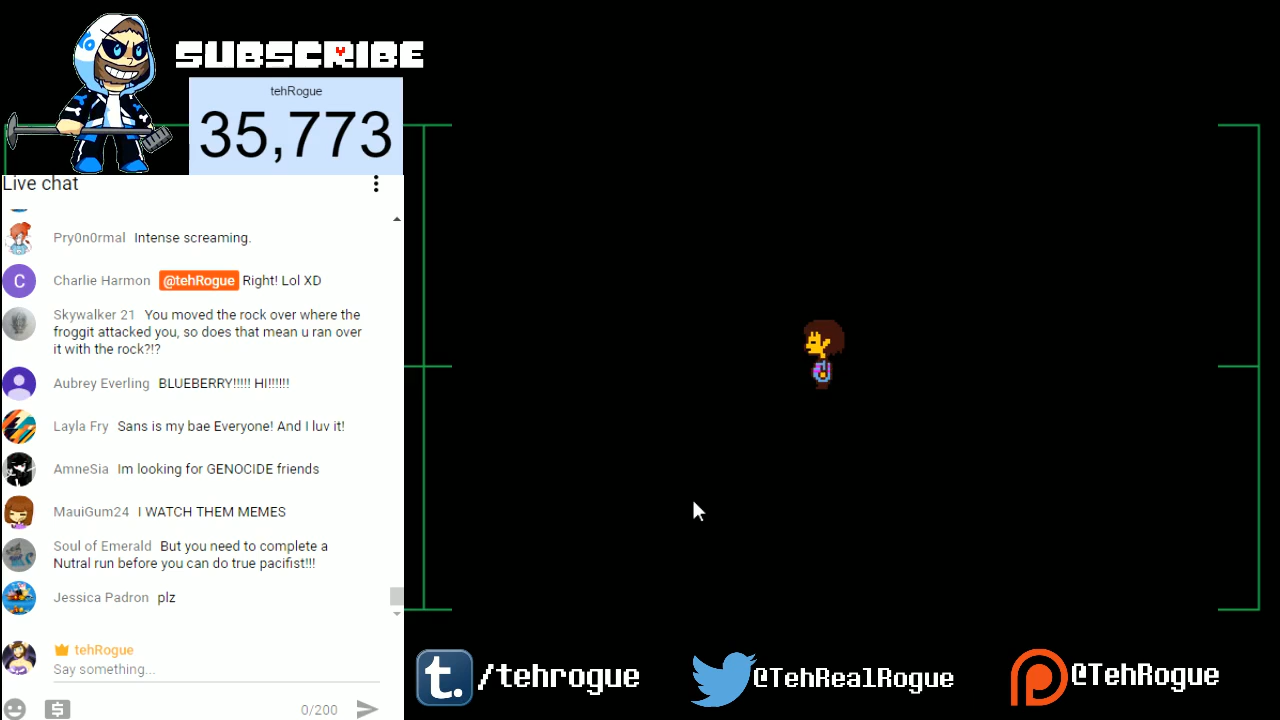 SUBSCRIBE
tehRogue
35,773
Live chat
Pry0n0rmal Intense screaming.
C
Charlie Harmon @tehRogue Right! Lol XD
Skywalker 21 You moved the rock over where the
froggit attacked you, so does that mean u ran over
it with the rock?!?
Aubrey Everling BLUEBERRY!!!!! HI!!!!!!
Layla Fry Sans is my bae Everyone! And I luv it!
AmneSia Im looking for GENOCIDE friends
MauiGum24 I WATCH THEM MEMES
Soul of Emerald But you need to complete a
Nutral run before you can do true pacifist!!!
Jessica Padron plz
tehRogue
Say something...
$
0/200
t. /tehrogue
@TehRealRogue
@TehRogue